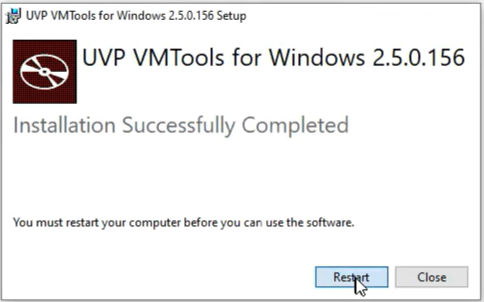 UVP VMTools for Windows 2.5.0.156 Setup
UVP VMTools for Windows 2.5.0.156
Installation Successfully Completed
You must restart your computer before you can use the software.
Restart Close